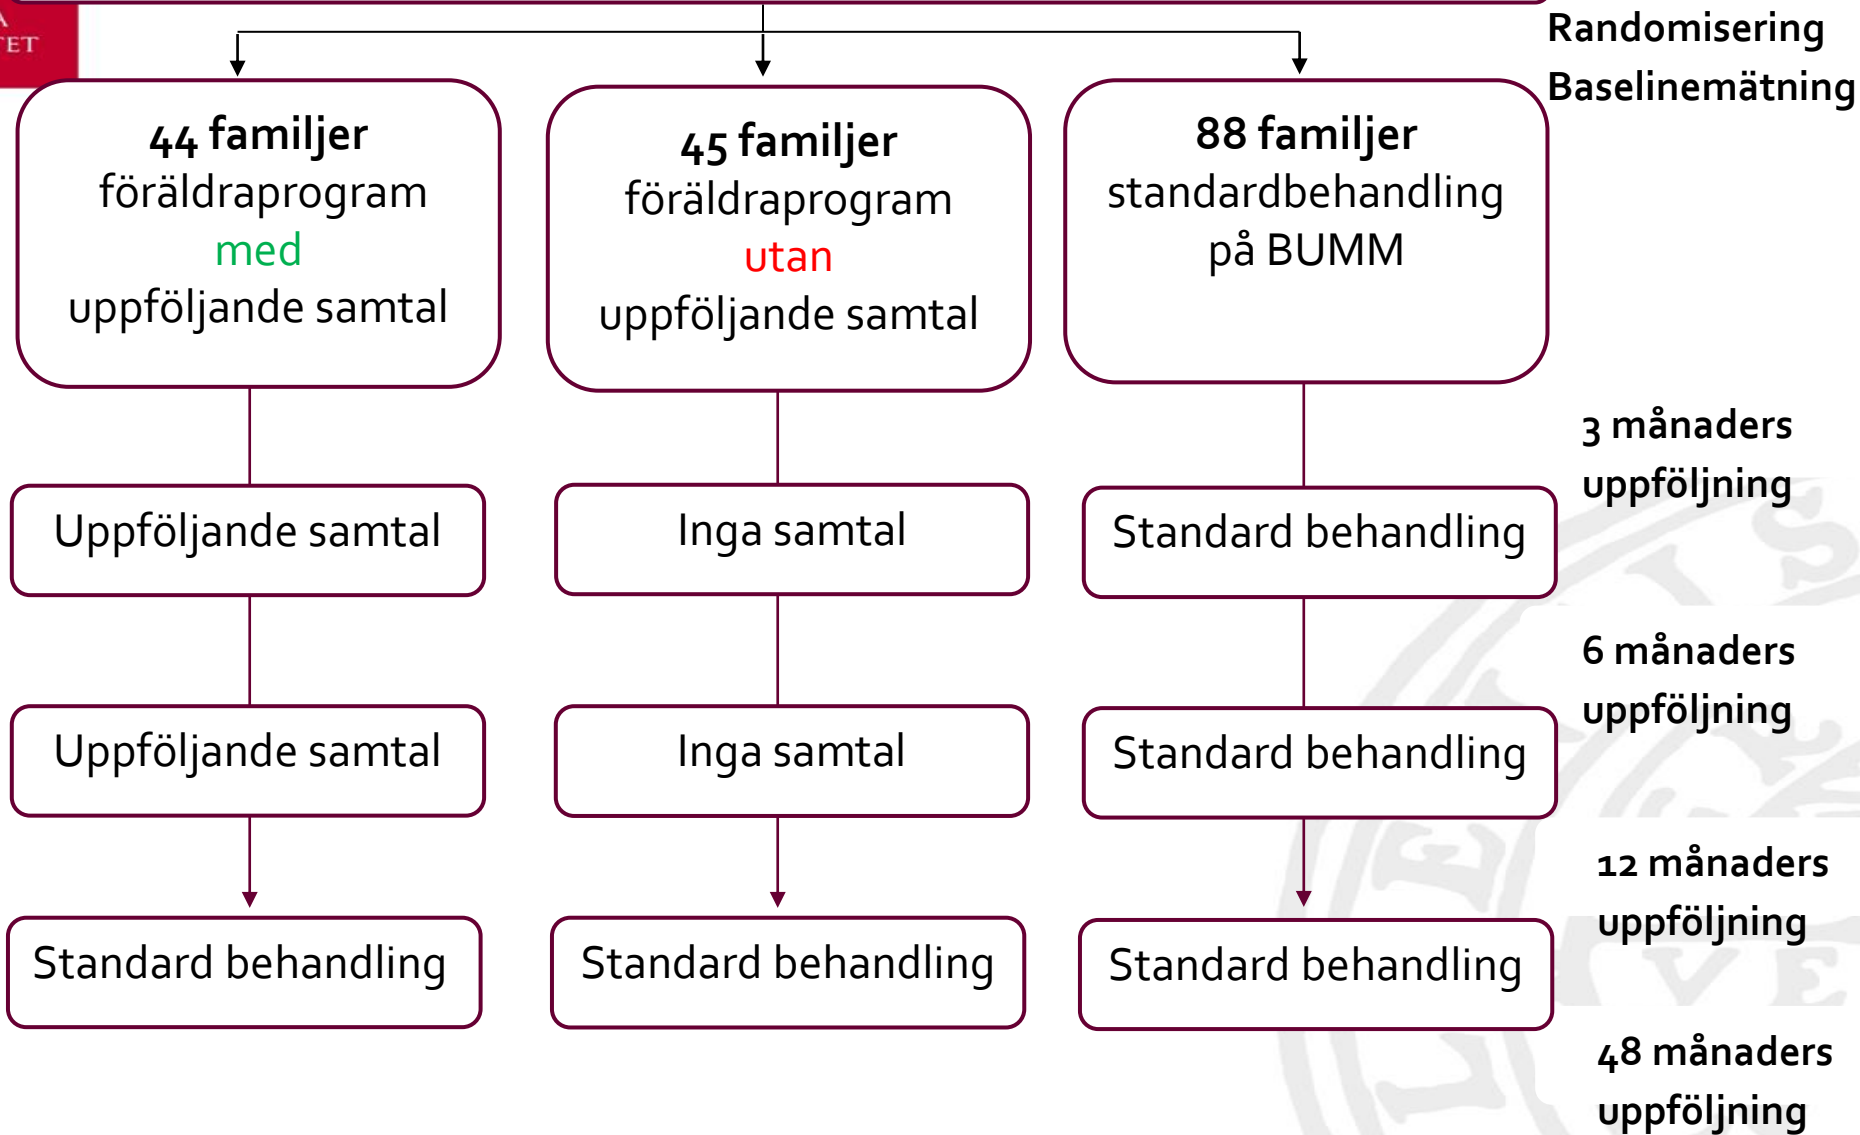 Randomisering
Baselinemätning
44 familjer
föräldraprogram
med
uppföljande samtal
45 familjer
föräldraprogram
utan
uppföljande samtal
88 familjer
standardbehandling
på BUMM
3 månaders
uppföljning
Uppföljande samtal
Inga samtal
Standard behandling
6 månaders
uppföljning
Uppföljande samtal
Inga samtal
Standard behandling
12 månaders
uppföljning
Standard behandling
Standard behandling
Standard behandling
48 månaders
uppföljning